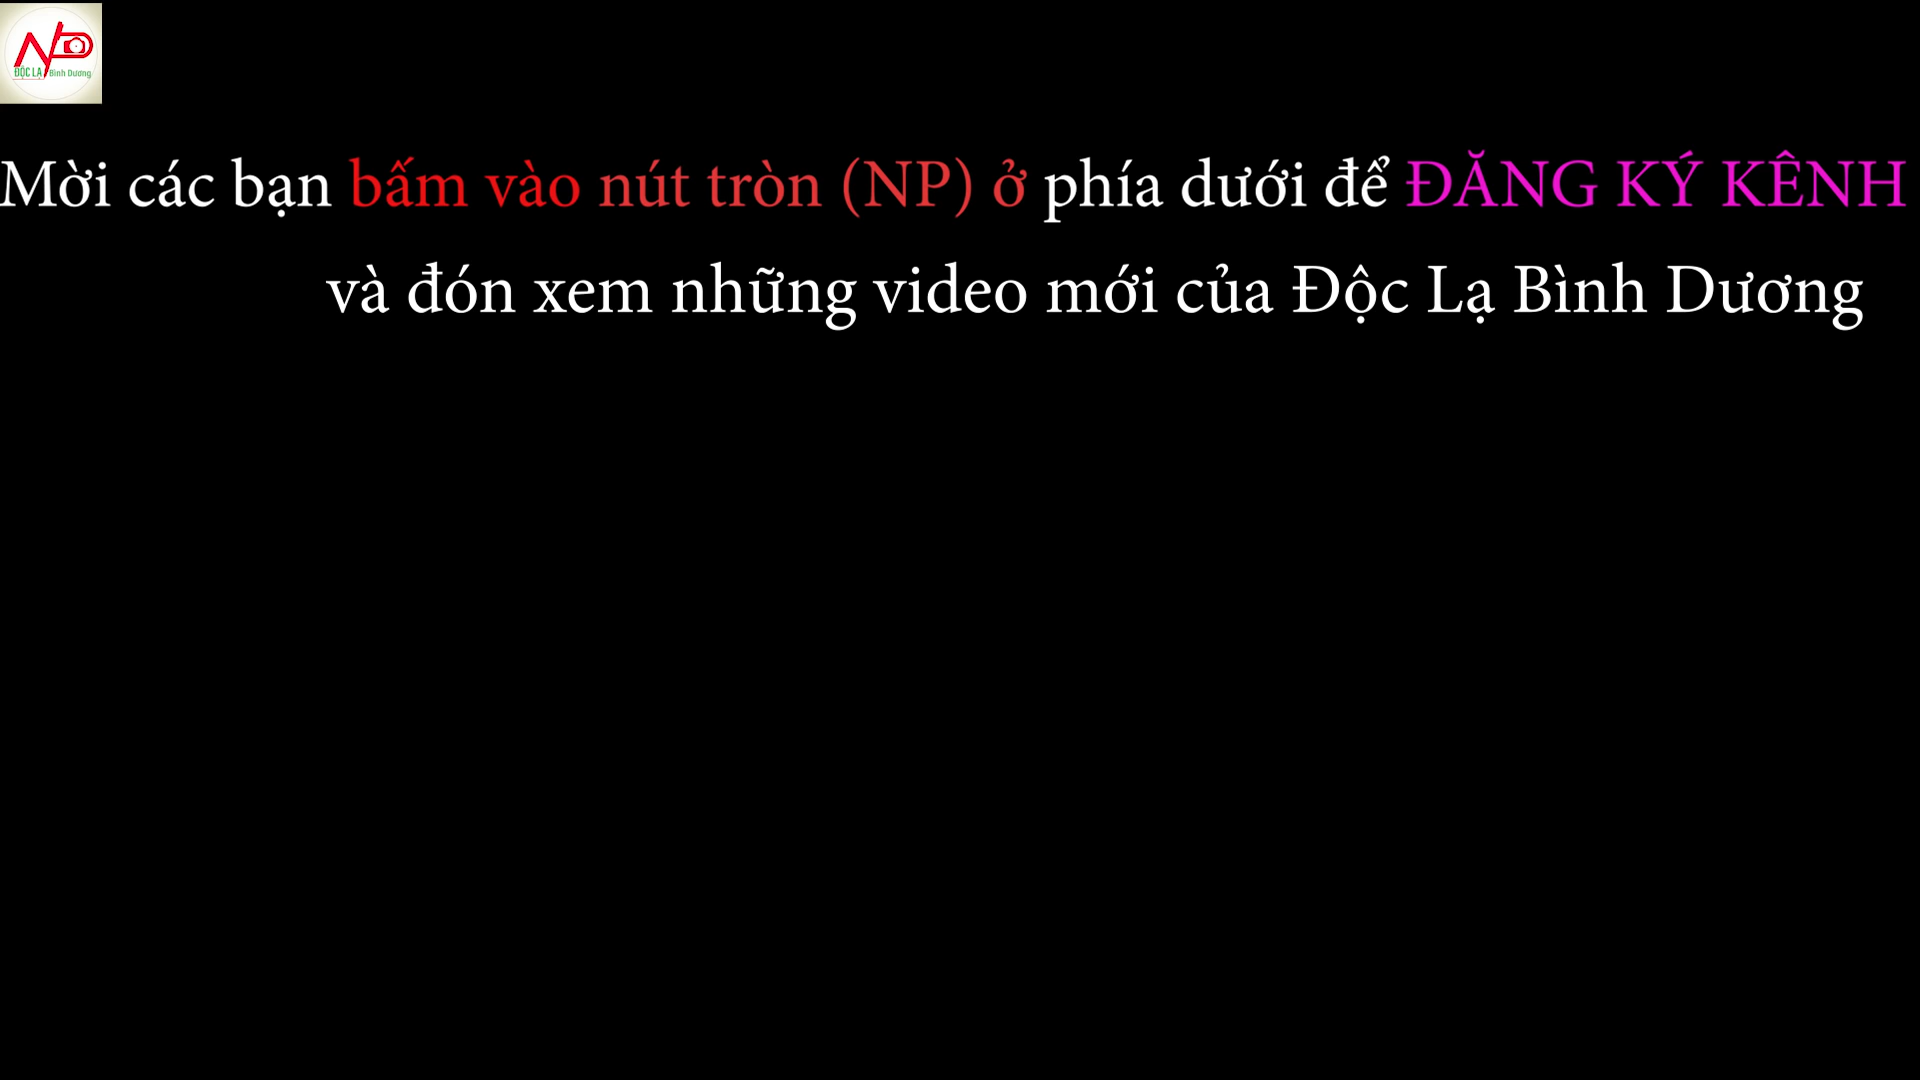 NP
ĐỘC LẠ Bình Dương
Mời các bạn bấm vào nút tròn (NP) ở phía dưới để ĐĂNG KÝ KÊNH
và đón xem những video mới của Độc Lạ Bình Dương